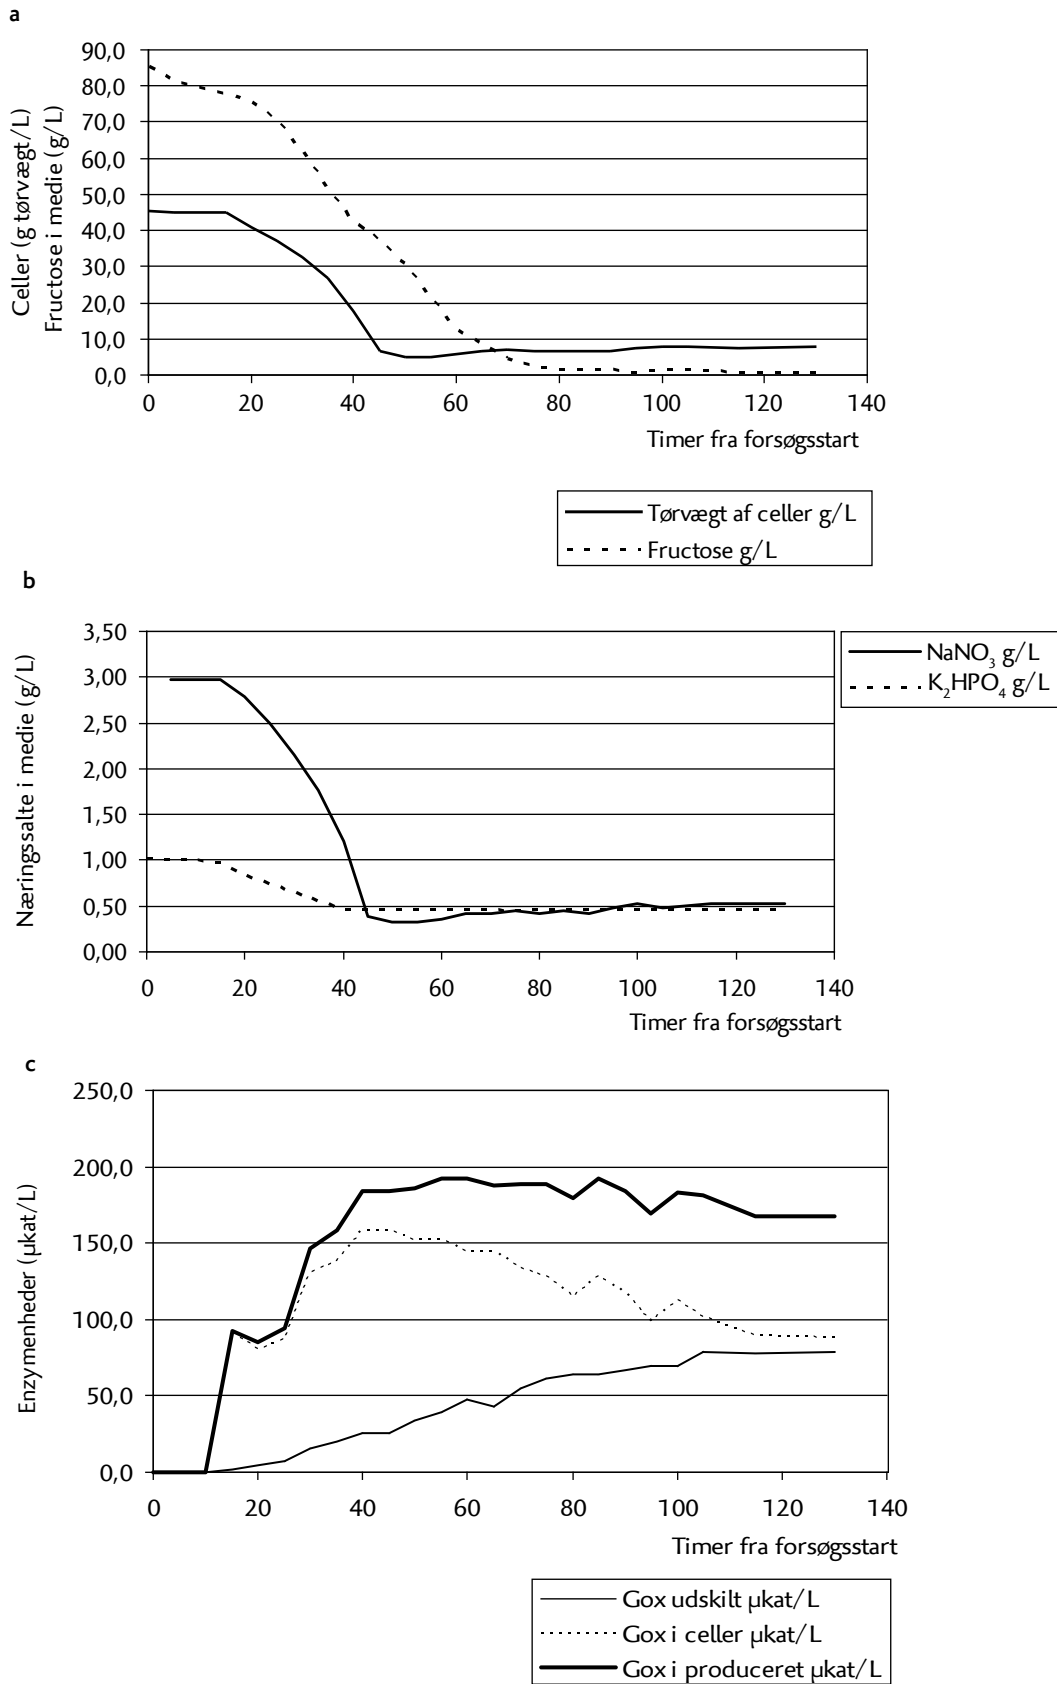 a
Celler (g tørvægt/L)
Fructose i medie (g/L)
90,0
80,0
70,0
60,0
50,0
40,0
30,0
20,0
10,0
0,0
0 20 40 60 80 100 120 140
Timer fra forsøgsstart
Tørvægt af celler g/L
Fructose g/L
b
Næringssalte i medie (g/L)
3,50
3,00
2,50
2,00
1,50
1,00
0,50
0,00
0 20 40 60 80 100 120 140
Timer fra forsøgsstart
NaNO₃ g/L
K₂HPO₄ g/L
c
Enzymenheder (µkat/L)
250,0
200,0
150,0
100,0
50,0
0,0
0 20 40 60 80 100 120 140
Timer fra forsøgsstart
Gox udskilt µkat/L
Gox i celler µkat/L
Gox i produceret µkat/L